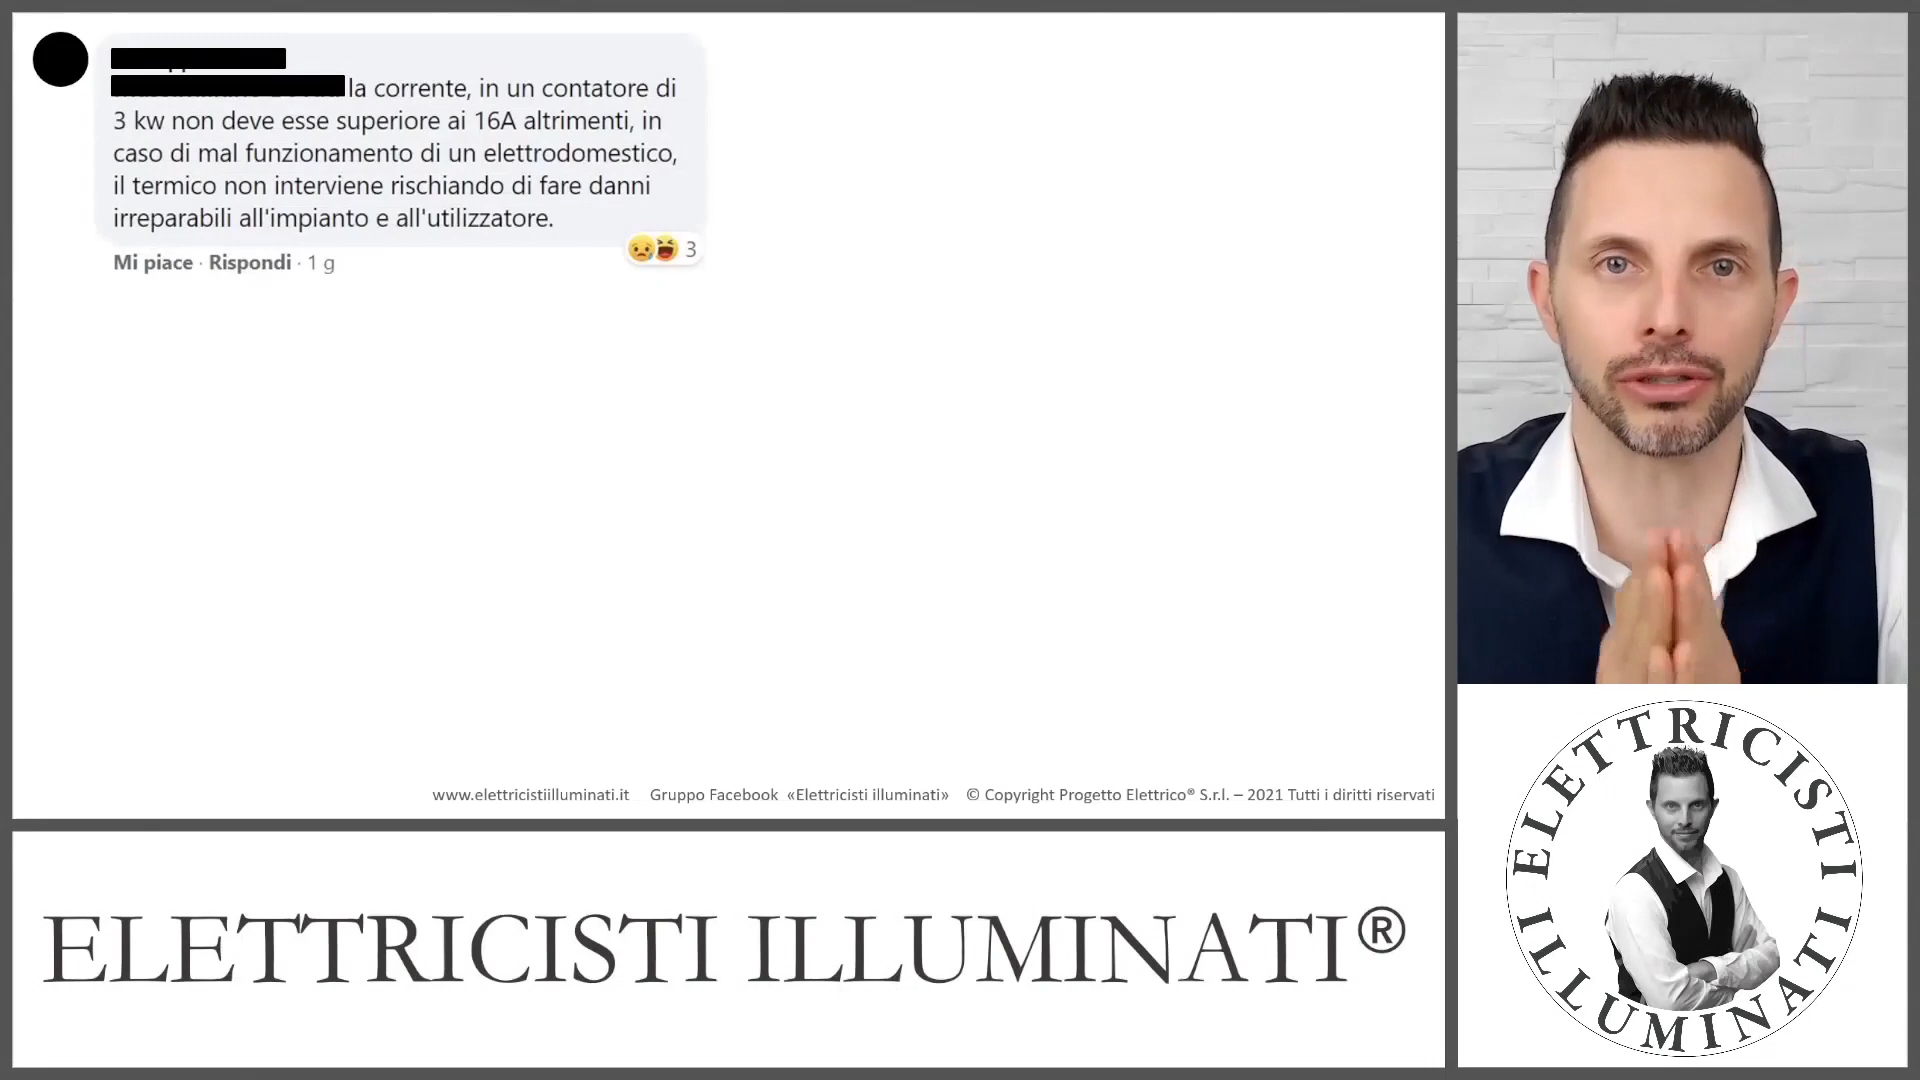 la corrente, in un contatore di
3 kw non deve esse superiore ai 16A altrimenti, in
caso di mal funzionamento di un elettrodomestico,
il termico non interviene rischiando di fare danni
irreparabili all'impianto e all'utilizzatore.
3
Mi piace · Rispondi · 1 g
www.elettricistiilluminati.it Gruppo Facebook «Elettricisti illuminati» © Copyright Progetto Elettrico® S.r.l. – 2021 Tutti i diritti riservati
ELETTRICISTI ILLUMINATI®
ELETTRICISTI
ILLUMINATI